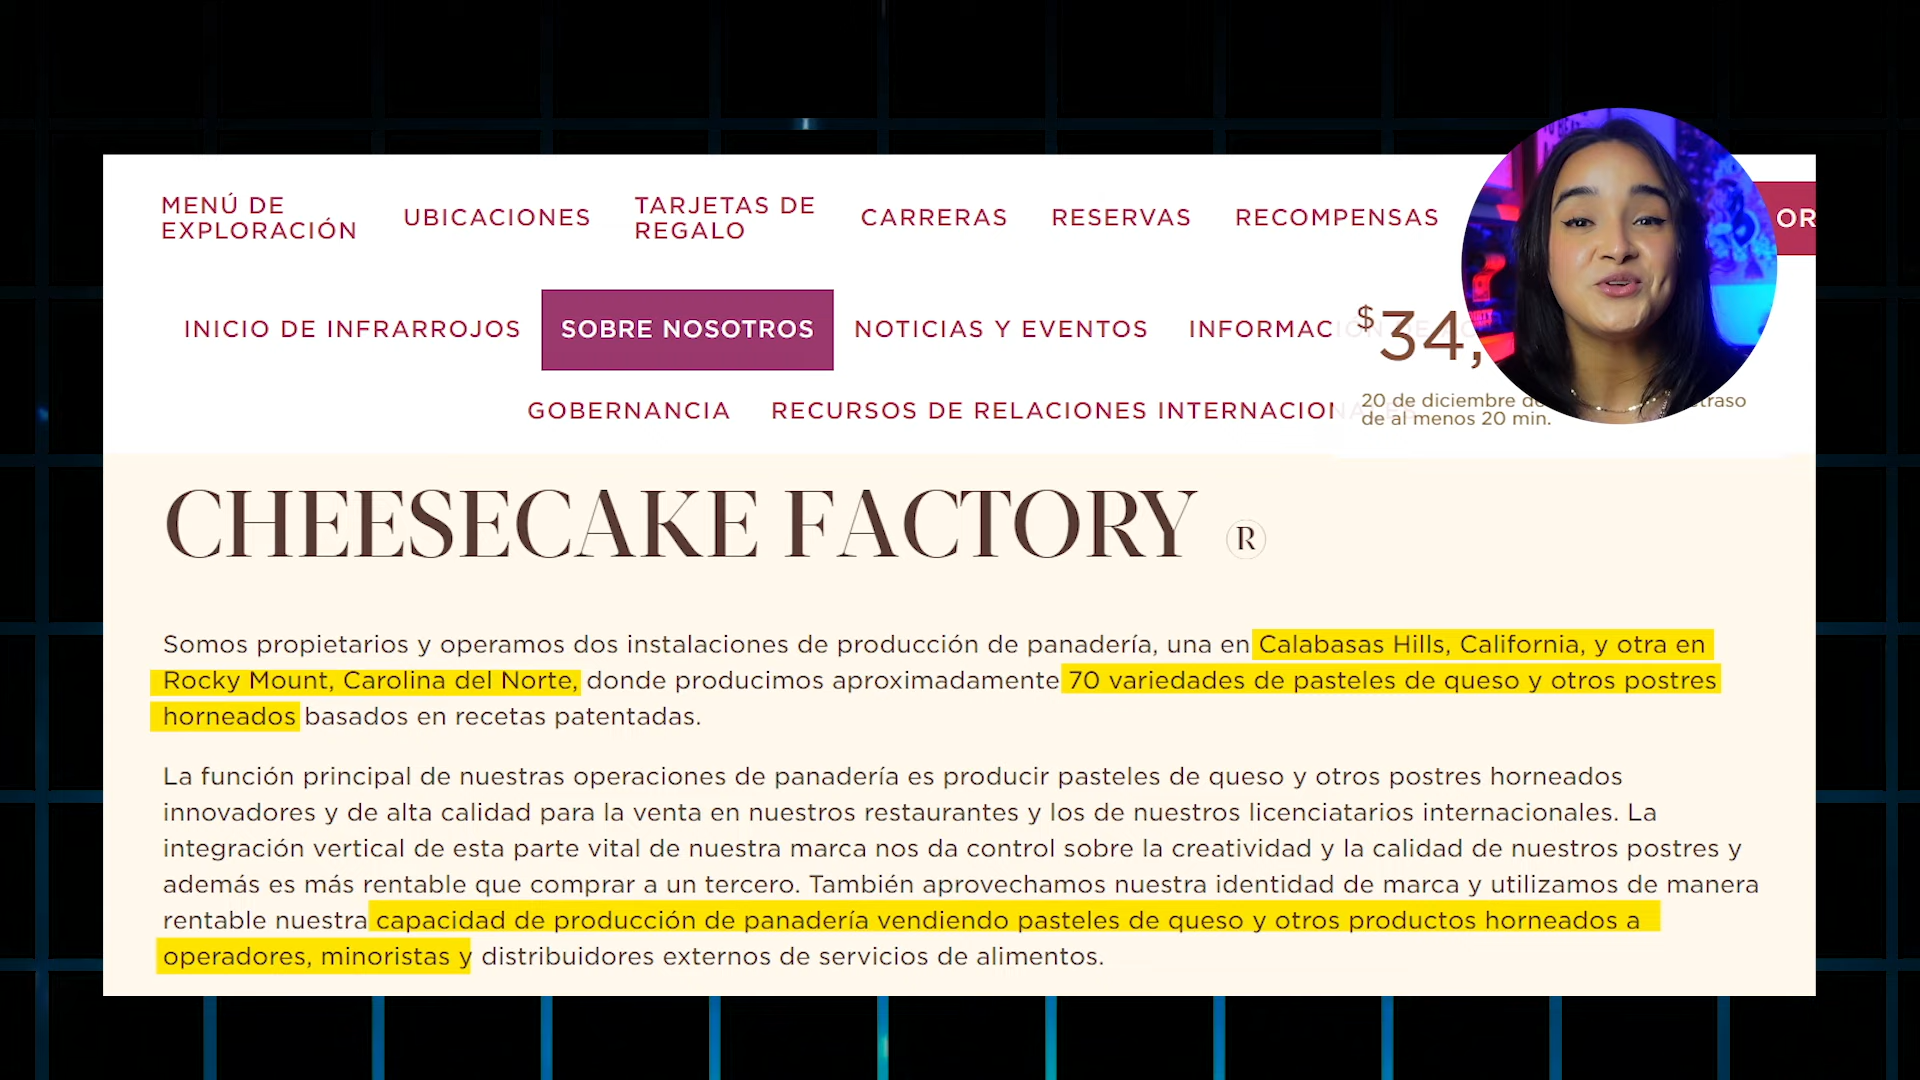 MENÚ DE
EXPLORACIÓN
UBICACIONES
TARJETAS DE
REGALO
CARRERAS
RESERVAS
RECOMPENSAS
OR
INICIO DE INFRARROJOS
SOBRE NOSOTROS
NOTICIAS Y EVENTOS
INFORMACIÓN DE
$34,
GOBERNANCIA
RECURSOS DE RELACIONES INTERNACIONALES
20 de diciembre
de al menos 20 min.
CHEESECAKE FACTORY ®
Somos propietarios y operamos dos instalaciones de producción de panadería, una en Calabasas Hills, California, y otra en
Rocky Mount, Carolina del Norte, donde producimos aproximadamente 70 variedades de pasteles de queso y otros postres
horneados basados en recetas patentadas.
La función principal de nuestras operaciones de panadería es producir pasteles de queso y otros postres horneados
innovadores y de alta calidad para la venta en nuestros restaurantes y los de nuestros licenciatarios internacionales. La
integración vertical de esta parte vital de nuestra marca nos da control sobre la creatividad y la calidad de nuestros postres y
además es más rentable que comprar a un tercero. También aprovechamos nuestra identidad de marca y utilizamos de manera
rentable nuestra capacidad de producción de panadería vendiendo pasteles de queso y otros productos horneados a
operadores, minoristas y distribuidores externos de servicios de alimentos.